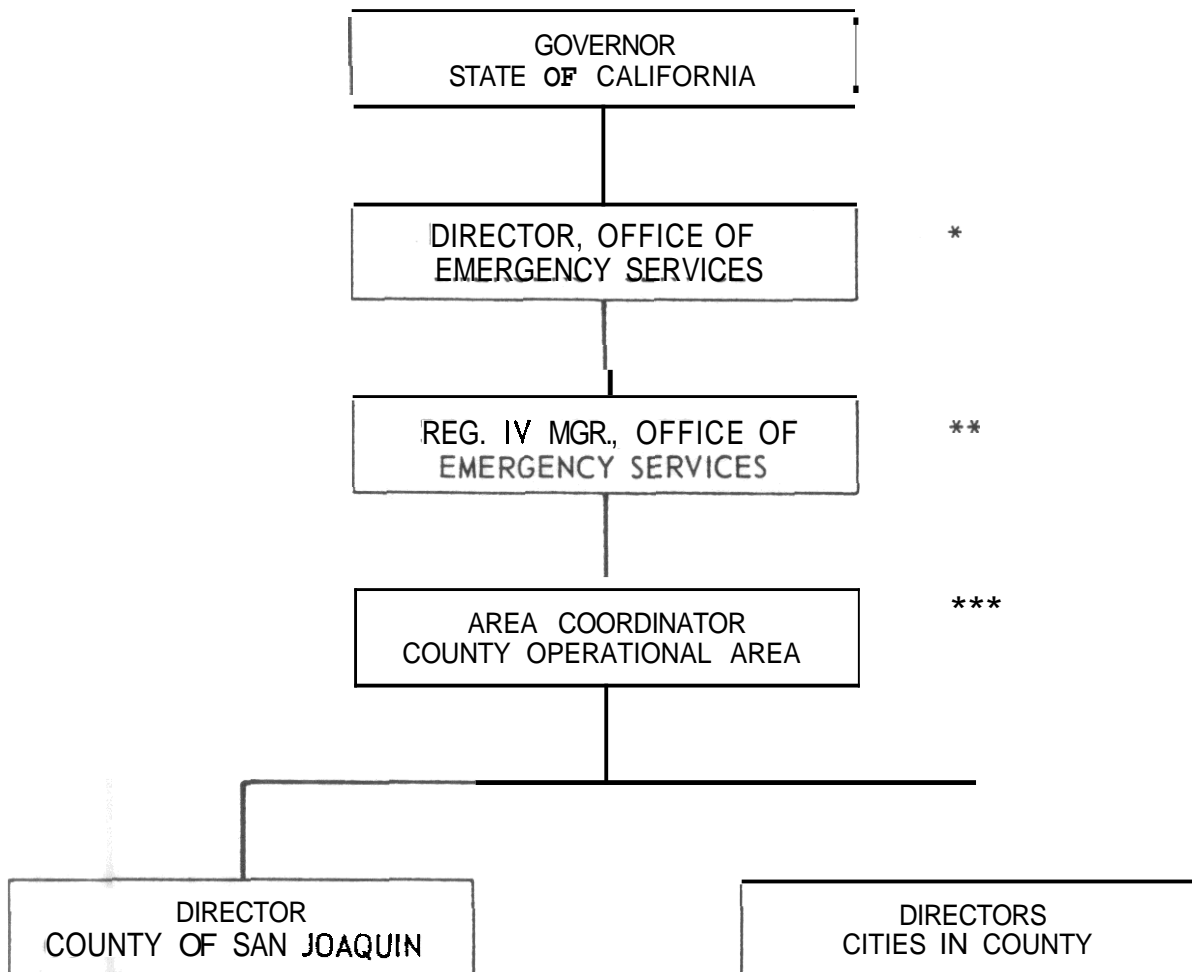 GOVERNOR
STATE OF CALIFORNIA
DIRECTOR, OFFICE OF
EMERGENCY SERVICES
*
REG. IV MGR., OFFICE OF
EMERGENCY SERVICES
**
AREA COORDINATOR
COUNTY OPERATIONAL AREA
***
DIRECTOR
COUNTY OF SAN JOAQUIN
DIRECTORS
CITIES IN COUNTY